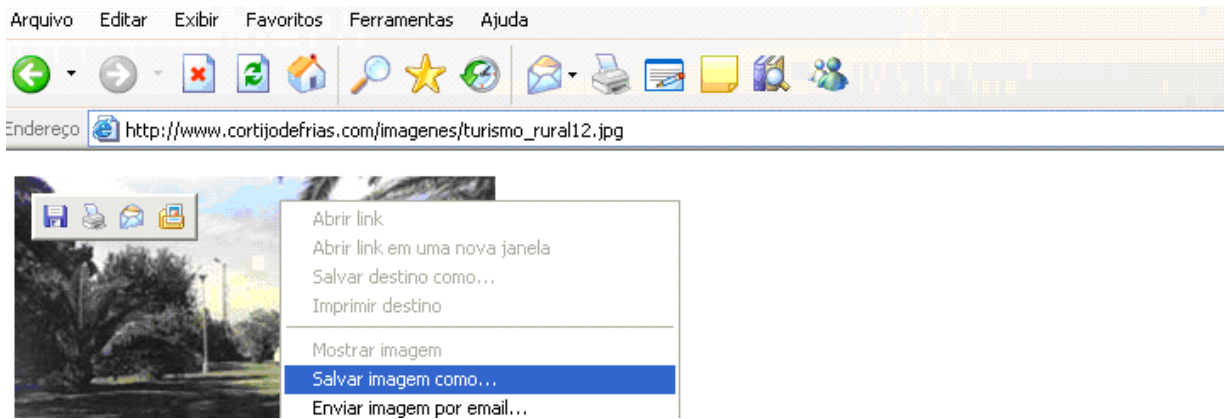 Arquivo Editar Exibir Favoritos Ferramentas Ajuda
Endereço http://www.cortijodefrias.com/imagenes/turismo_rural12.jpg
Abrir link
Abrir link em uma nova janela
Salvar destino como...
Imprimir destino
Mostrar imagem
Salvar imagem como...
Enviar imagem por email...